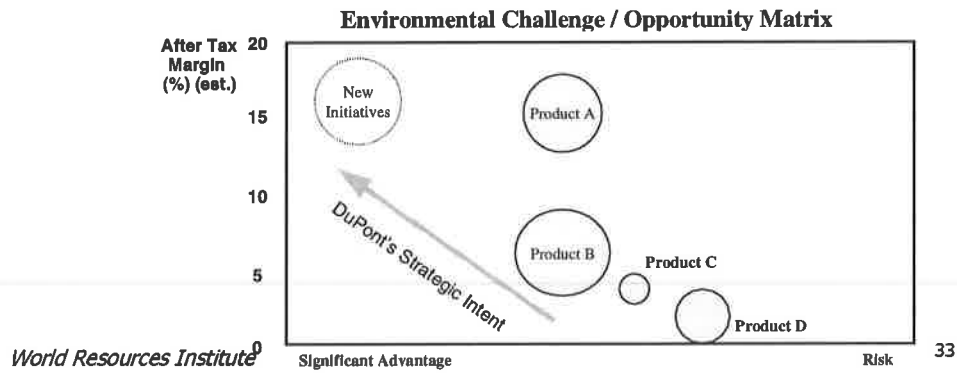 Environmental Challenge / Opportunity Matrix
After Tax
Margin
(%) (est.)
20
15
10
5
0
New
Initiatives
Product A
Product B
Product C
Product D
DuPont's Strategic Intent
Significant Advantage
Risk
World Resources Institute
33